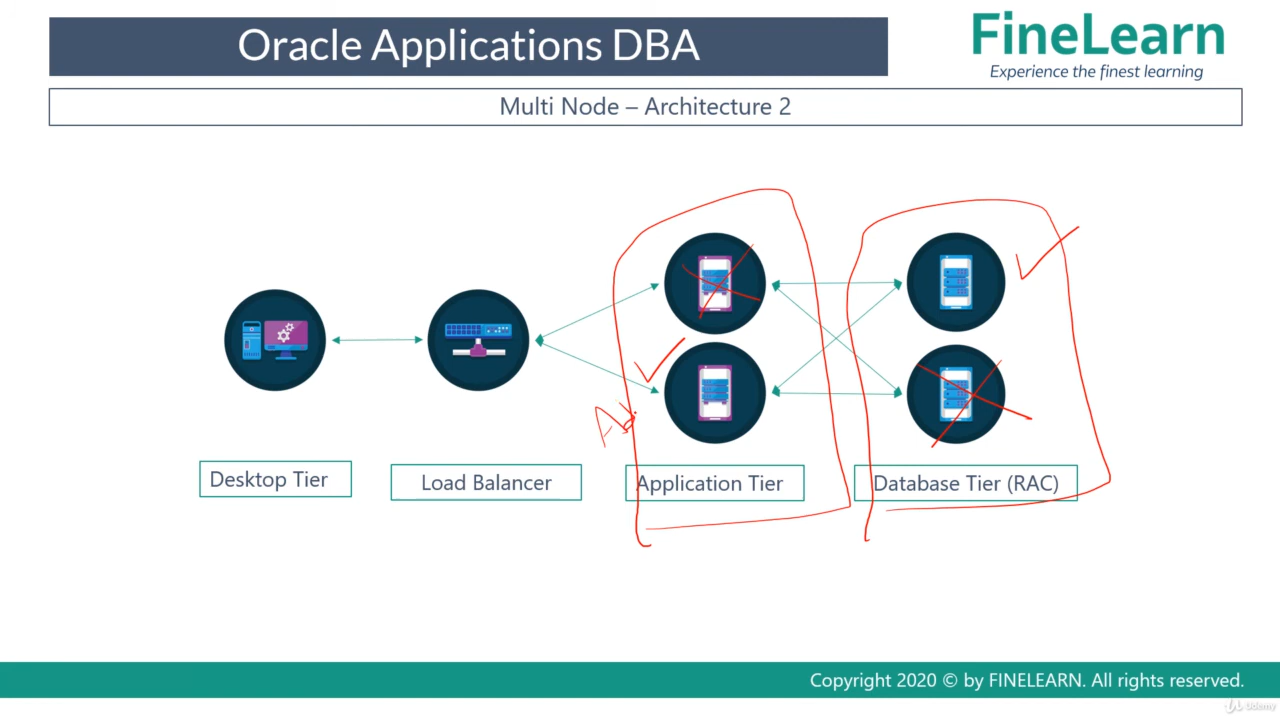 Oracle Applications DBA
FineLearn
Experience the finest learning
Multi Node – Architecture 2
Desktop Tier
Load Balancer
Application Tier
Database Tier (RAC)
Copyright 2020 © by FINELEARN. All rights reserved.
Udemy